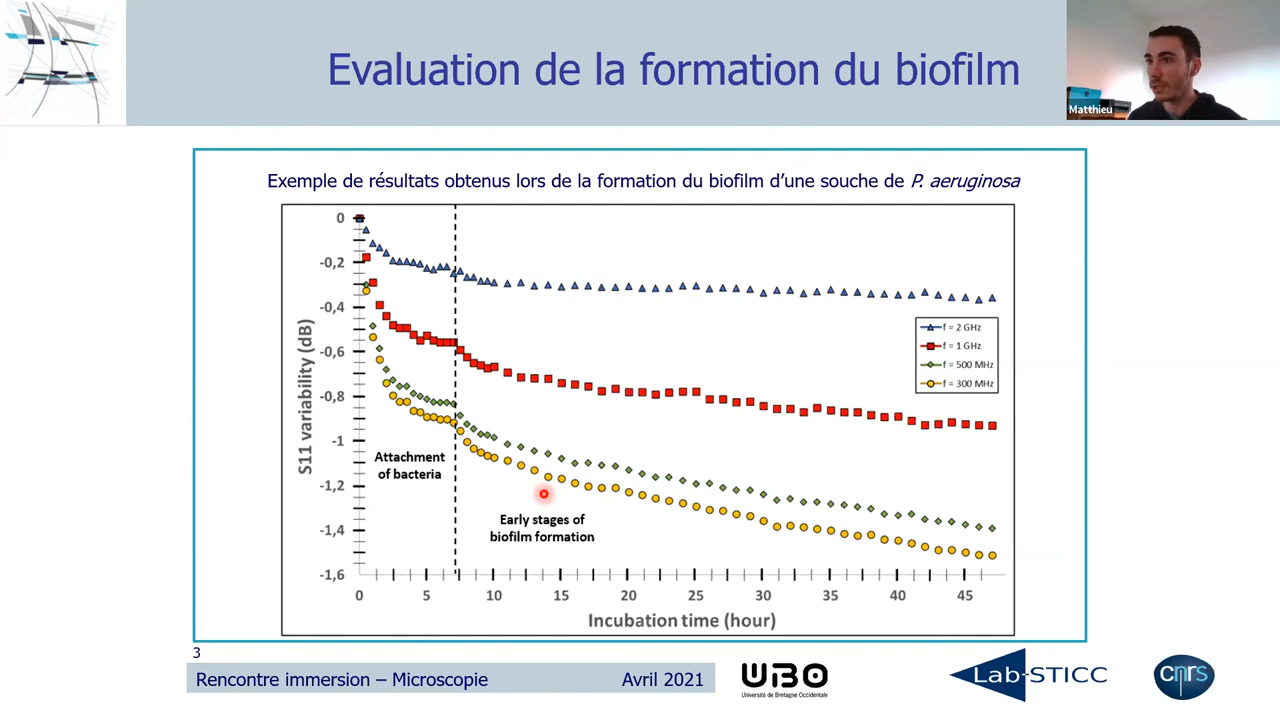 Evaluation de la formation du biofilm
Matthieu
Exemple de résultats obtenus lors de la formation du biofilm d'une souche de P. aeruginosa
0
-0,2
-0,4
-0,6
-0,8
-1
-1,2
-1,4
-1,6
S11 variability (dB)
f = 2 GHz
f = 1 GHz
f = 500 MHz
f = 300 MHz
Attachment
of bacteria
Early stages of
biofilm formation
0 5 10 15 20 25 30 35 40 45
Incubation time (hour)
3
Rencontre immersion – Microscopie Avril 2021
UBO
Université de Bretagne Occidentale
Lab-STICC
cnrs